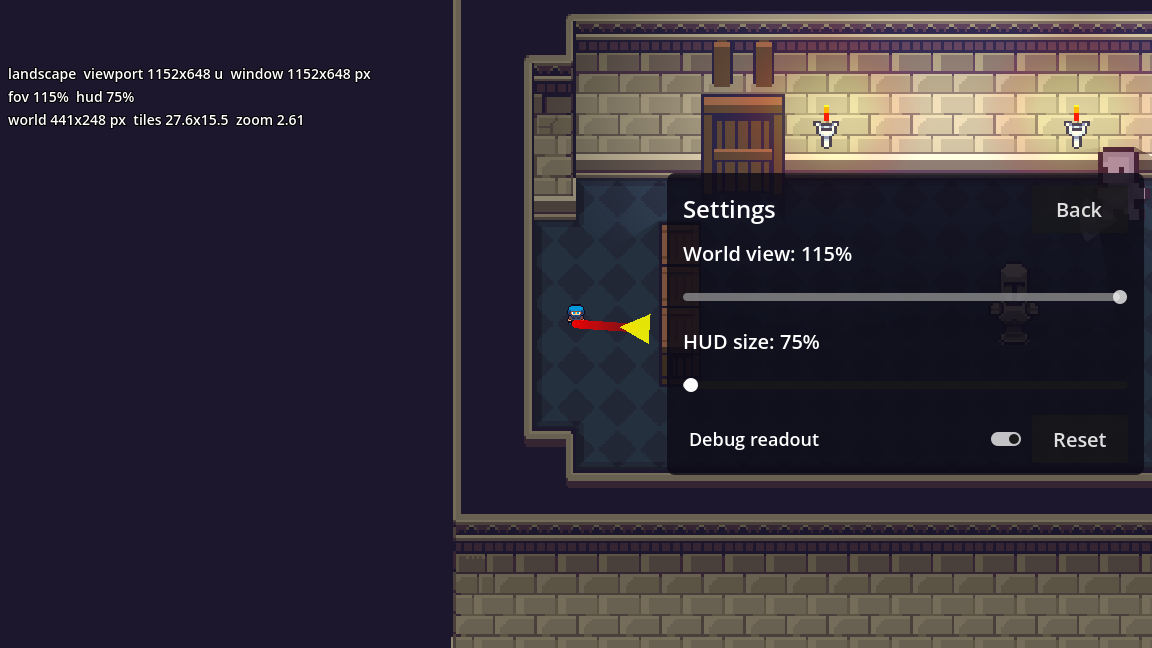 landscape  viewport 1152x648 u  window 1152x648 px
fov 115%  hud 75%
world 441x248 px  tiles 27.6x15.5  zoom 2.61
Settings
Back
World view: 115%
HUD size: 75%
Debug readout
Reset